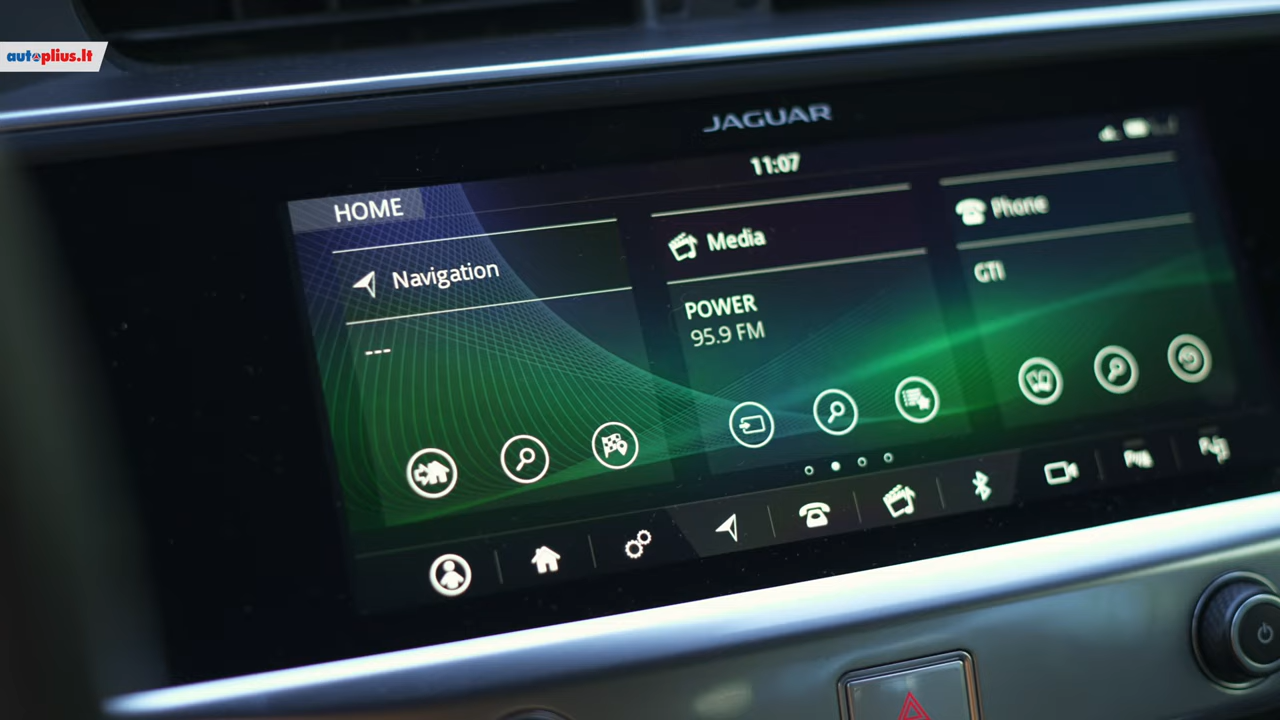 autoplius.lt
JAGUAR
11:07
HOME
Navigation
---
Media
POWER
95.9 FM
Phone
GTI